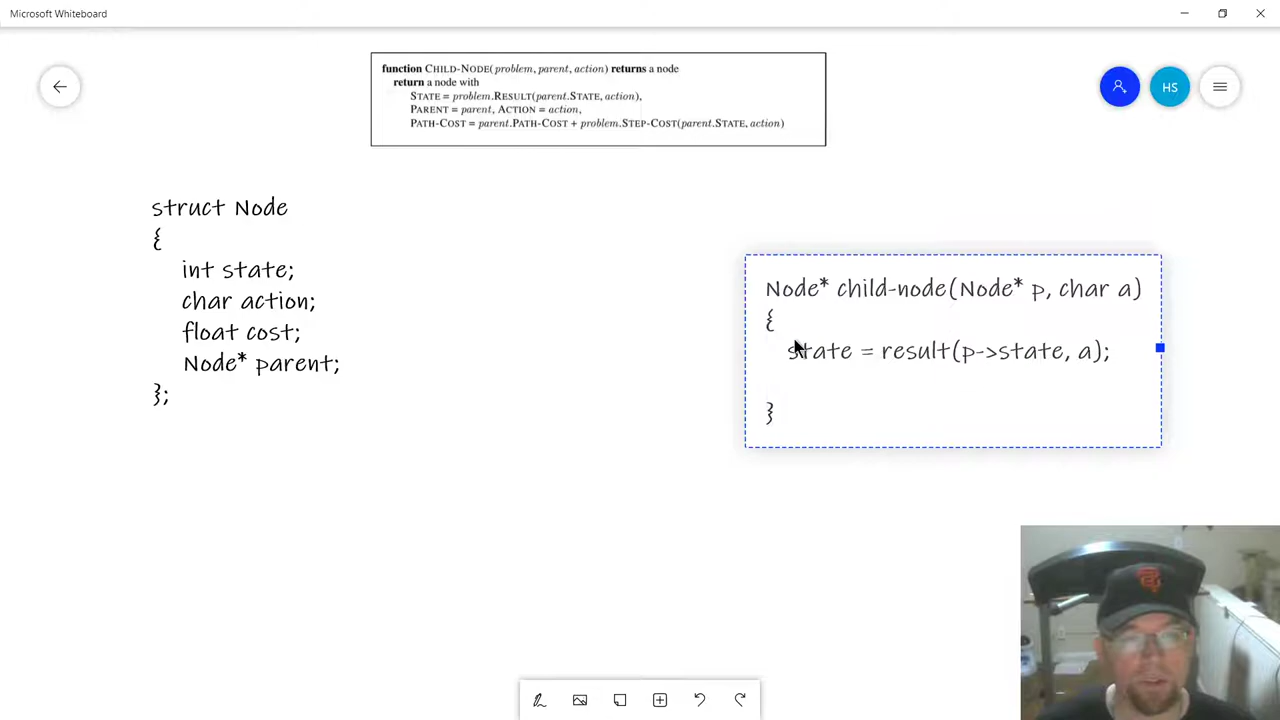 Microsoft Whiteboard
function CHILD-NODE(problem, parent, action) returns a node
return a node with
STATE = problem.RESULT(parent.STATE, action),
PARENT = parent, ACTION = action,
PATH-COST = parent.PATH-COST + problem.STEP-COST(parent.STATE, action)
HS
struct Node
{
int state;
char action;
float cost;
Node* parent;
};
Node* child-node(Node* p, char a)
{
state = result(p->state, a);
}